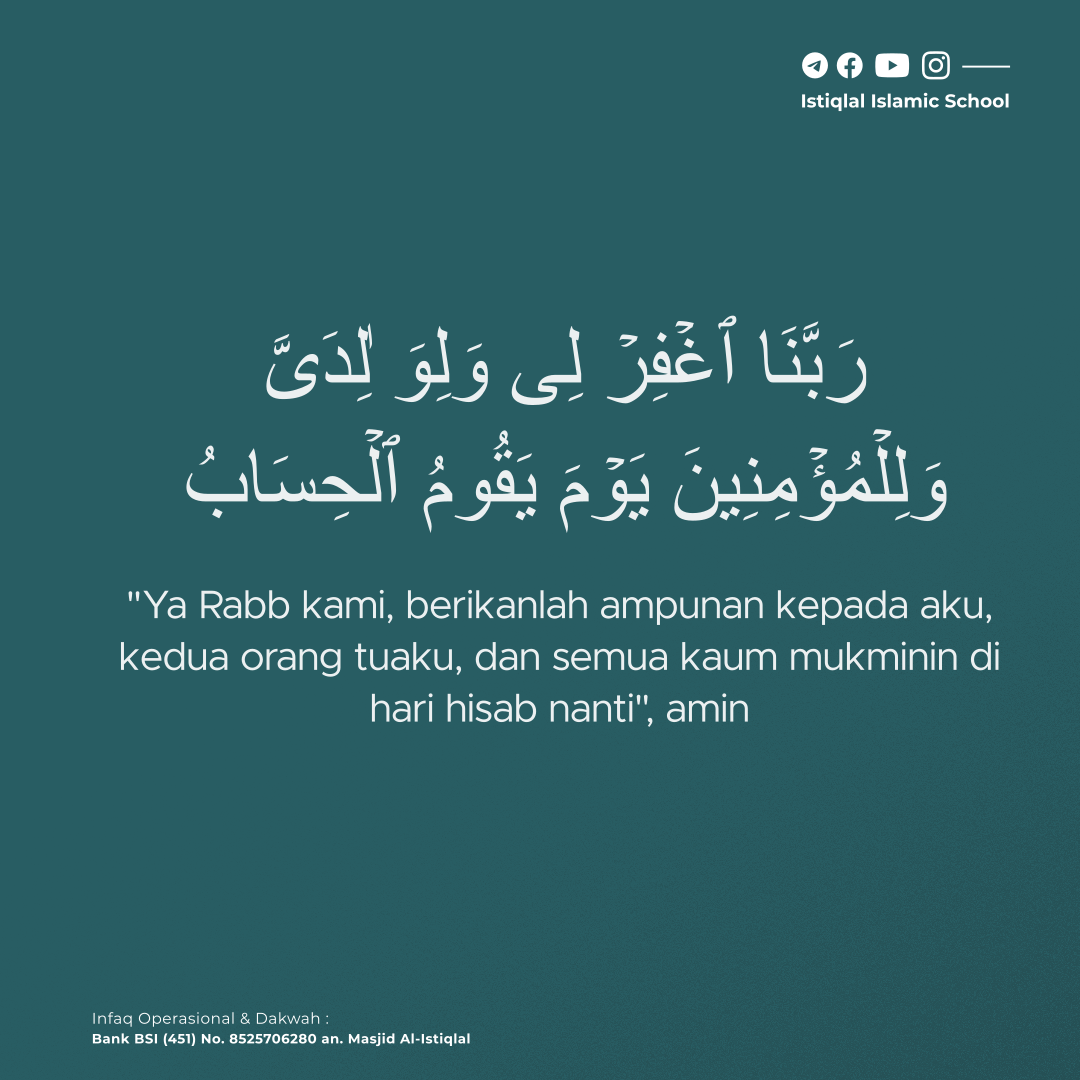 Istiqlal Islamic School
رَبَّنَا ٱغْفِرْ لِى وَلِوَ لِٰدَىَّ
وَلِلْمُؤْمِنِينَ يَوْمَ يَقُومُ ٱلْحِسَابُ
"Ya Rabb kami, berikanlah ampunan kepada aku,
kedua orang tuaku, dan semua kaum mukminin di
hari hisab nanti", amin
Infaq Operasional & Dakwah :
Bank BSI (451) No. 8525706280 an. Masjid Al-Istiqlal